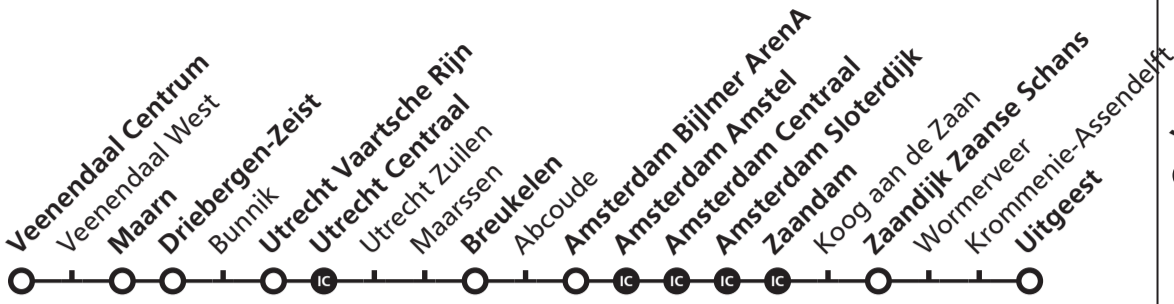 Veenendaal Centrum
Veenendaal West
Maarn
Driebergen-Zeist
Bunnik
Utrecht Vaartsche Rijn
Utrecht Centraal
Utrecht Zuilen
Maarssen
Breukelen
Abcoude
Amsterdam Bijlmer ArenA
Amsterdam Amstel
Amsterdam Centraal
Amsterdam Sloterdijk
Zaandam
Koog aan de Zaan
Zaandijk Zaanse Schans
Wormerveer
Krommenie-Assendelft
Uitgeest
IC IC IC IC IC